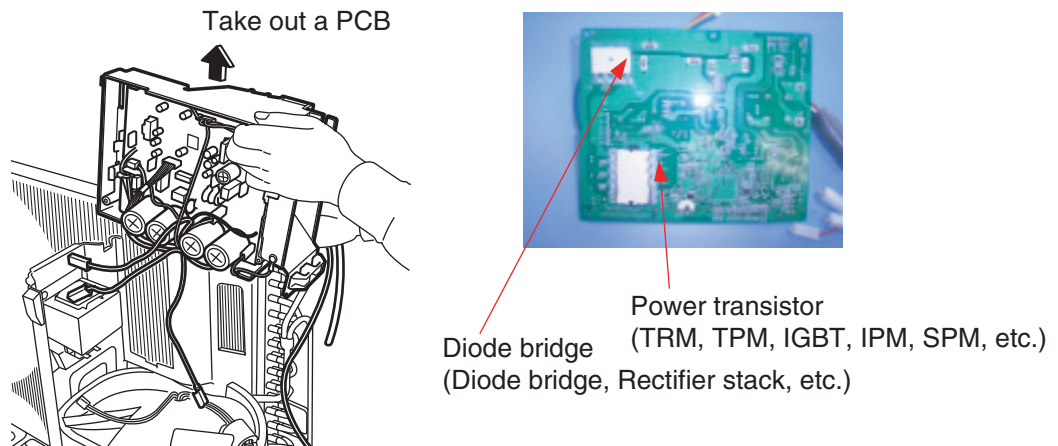 Take out a PCB
Power transistor
(TRM, TPM, IGBT, IPM, SPM, etc.)
Diode bridge
(Diode bridge, Rectifier stack, etc.)